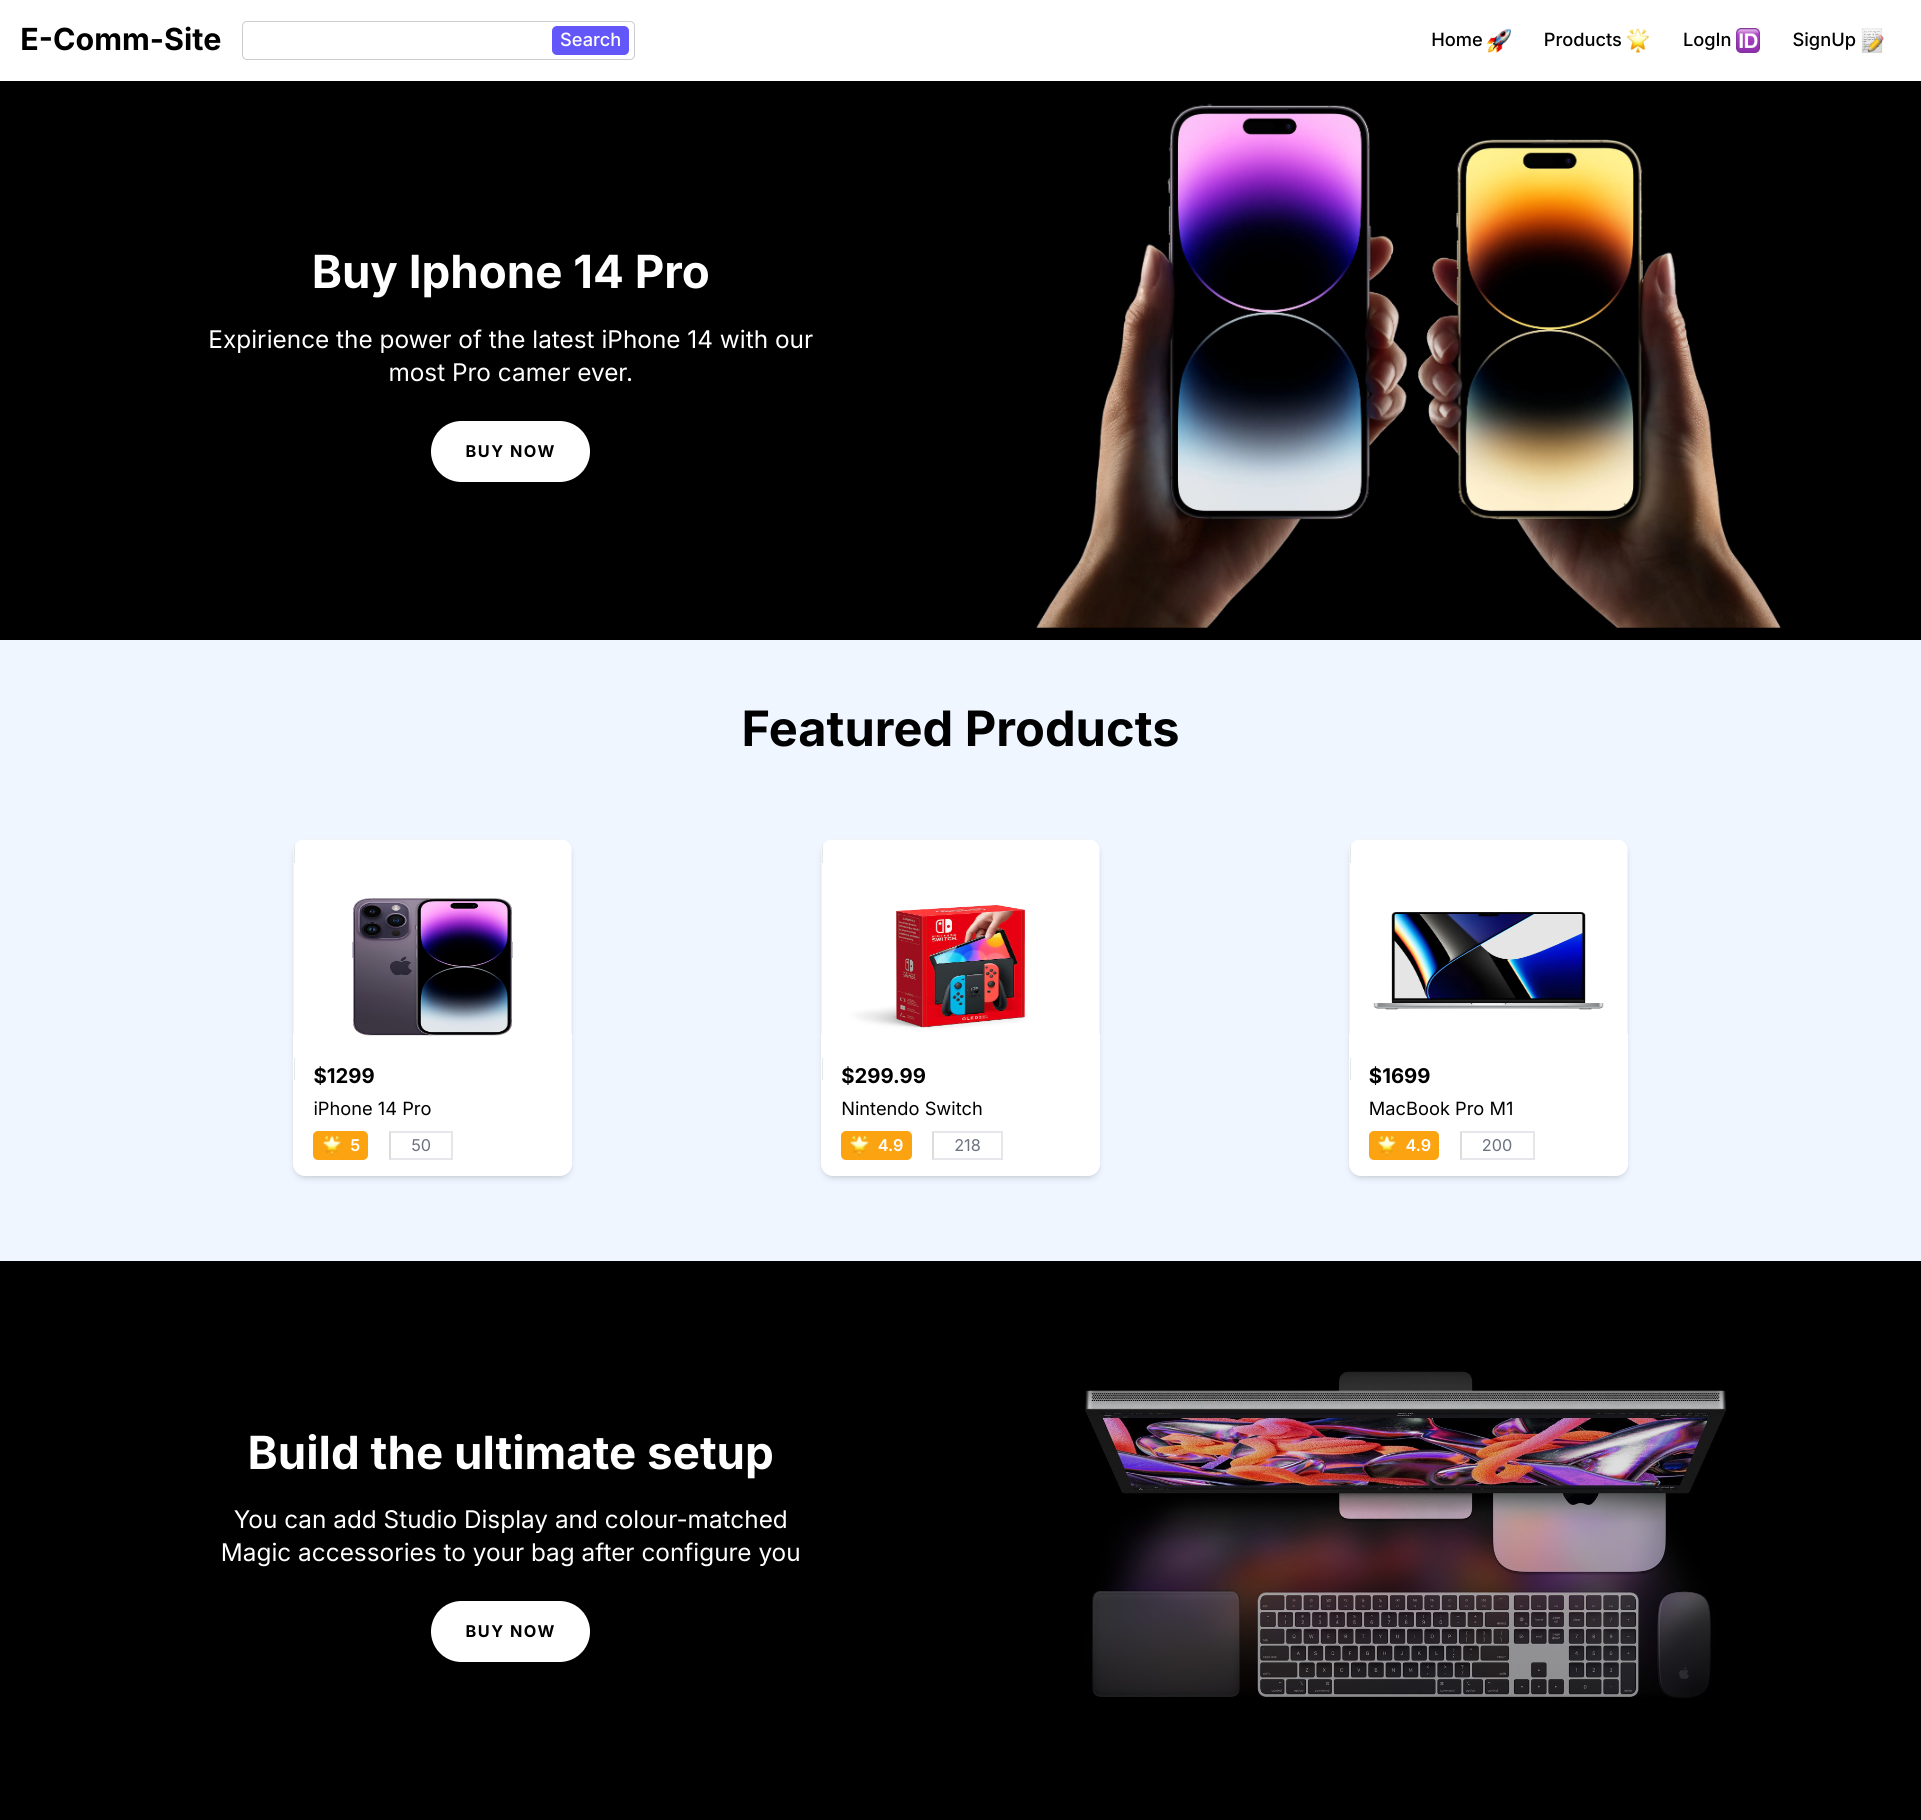 E-Comm-Site
Search
Home 🚀 Products 🌟 LogIn 🆔 SignUp 📝
Buy Iphone 14 Pro
Expirience the power of the latest iPhone 14 with our
most Pro camer ever.
BUY NOW
Featured Products
$1299
iPhone 14 Pro
🌟 5 50
SWITCH
$299.99
Nintendo Switch
🌟 4.9 218
$1699
MacBook Pro M1
🌟 4.9 200
Build the ultimate setup
You can add Studio Display and colour-matched
Magic accessories to your bag after configure you
BUY NOW